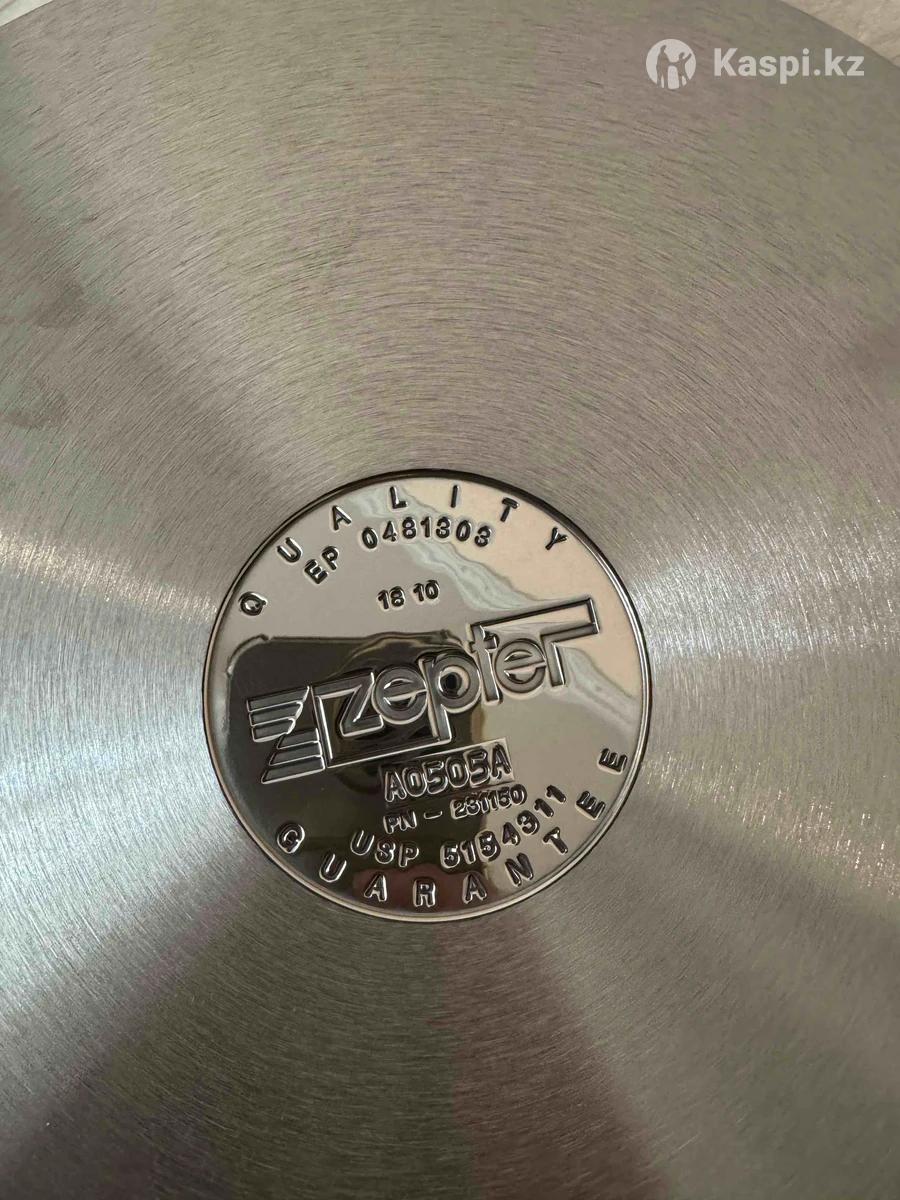 Kaspi.kz
QUALITY
EP 0481303
18 10
zepter
A0505A
PN - 231150
USP 5154311
GUARANTEE